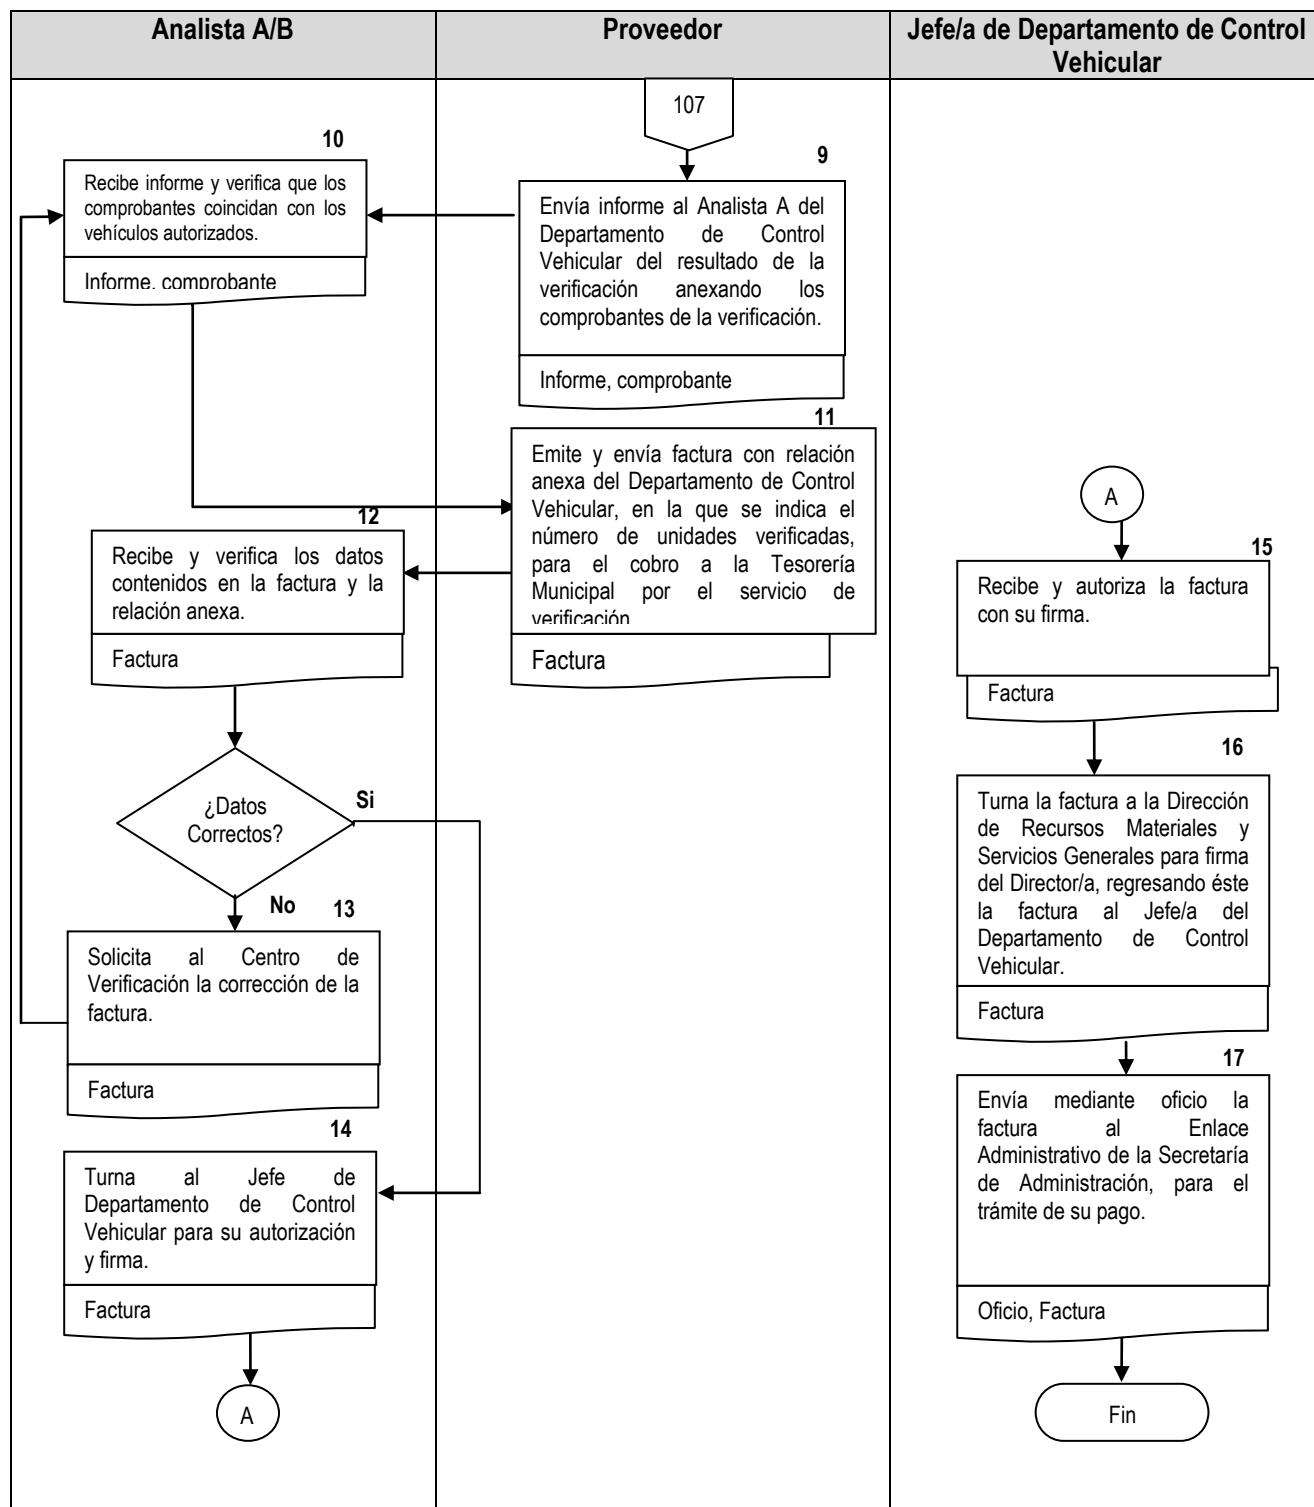 Analista A/B
Proveedor
Jefe/a de Departamento de Control
Vehicular
107
9
Envía informe al Analista A del
Departamento de Control
Vehicular del resultado de la
verificación anexando los
comprobantes de la verificación.
Informe, comprobante
10
Recibe informe y verifica que los
comprobantes coincidan con los
vehículos autorizados.
Informe, comprobante
11
Emite y envía factura con relación
anexa del Departamento de Control
Vehicular, en la que se indica el
número de unidades verificadas,
para el cobro a la Tesorería
Municipal por el servicio de
verificación
Factura
12
Recibe y verifica los datos
contenidos en la factura y la
relación anexa.
Factura
¿Datos
Correctos?
Si
No
13
Solicita al Centro de
Verificación la corrección de la
factura.
Factura
14
Turna al Jefe de
Departamento de Control
Vehicular para su autorización
y firma.
Factura
A
A
15
Recibe y autoriza la factura
con su firma.
Factura
16
Turna la factura a la Dirección
de Recursos Materiales y
Servicios Generales para firma
del Director/a, regresando éste
la factura al Jefe/a del
Departamento de Control
Vehicular.
Factura
17
Envía mediante oficio la
factura al Enlace
Administrativo de la Secretaría
de Administración, para el
trámite de su pago.
Oficio, Factura
Fin